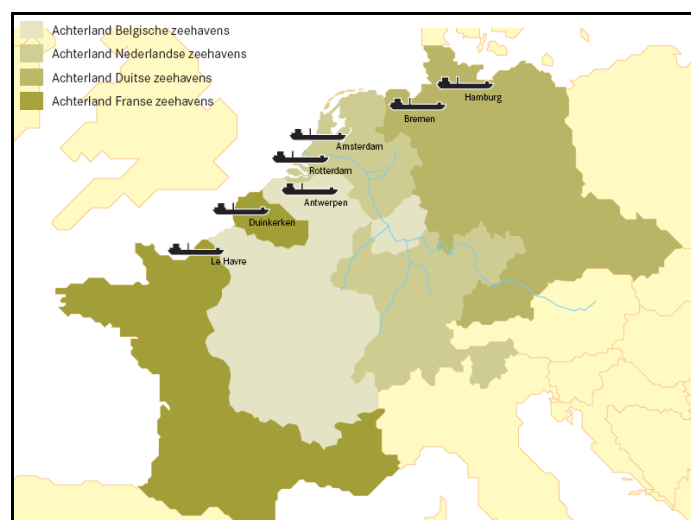 Achterland Belgische zeehavens
Achterland Nederlandse zeehavens
Achterland Duitse zeehavens
Achterland Franse zeehavens
Hamburg
Bremen
Amsterdam
Rotterdam
Antwerpen
Duinkerken
Le Havre